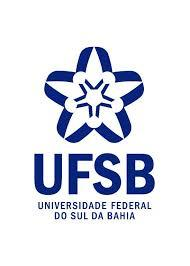 UFSB
UNIVERSIDADE FEDERAL
DO SUL DA BAHIA